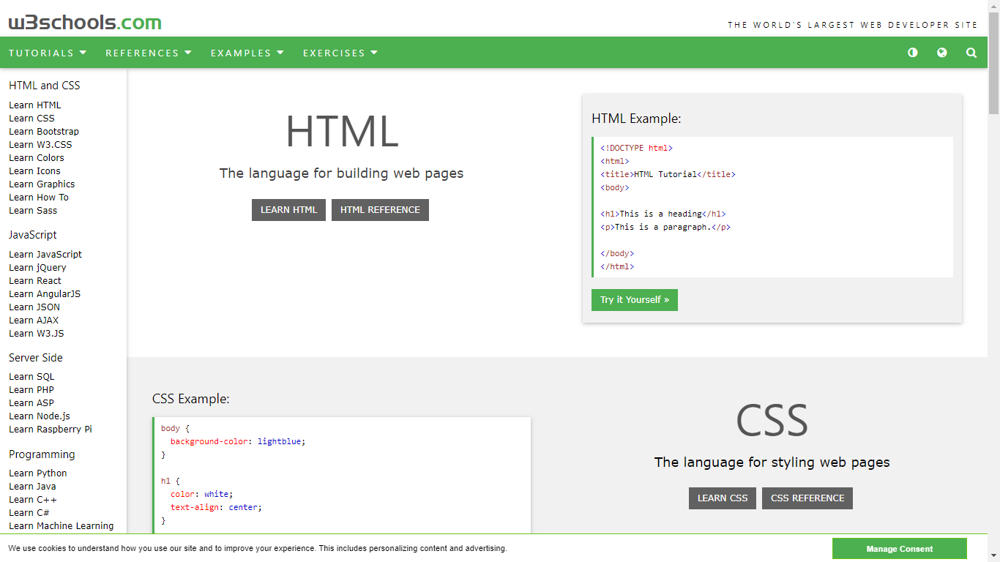 w3schools.com
THE WORLD'S LARGEST WEB DEVELOPER SITE
TUTORIALS REFERENCES EXAMPLES EXERCISES
HTML and CSS
Learn HTML
Learn CSS
Learn Bootstrap
Learn W3.CSS
Learn Colors
Learn Icons
Learn Graphics
Learn How To
Learn Sass
JavaScript
Learn JavaScript
Learn jQuery
Learn React
Learn AngularJS
Learn JSON
Learn AJAX
Learn W3.JS
Server Side
Learn SQL
Learn PHP
Learn ASP
Learn Node.js
Learn Raspberry Pi
Programming
Learn Python
Learn Java
Learn C++
Learn C#
Learn Machine Learning
HTML
The language for building web pages
LEARN HTML HTML REFERENCE
HTML Example:
<!DOCTYPE html>
<html>
<title>HTML Tutorial</title>
<body>
<h1>This is a heading</h1>
<p>This is a paragraph.</p>
</body>
</html>
Try it Yourself »
CSS Example:
body {
  background-color: lightblue;
}
h1 {
  color: white;
  text-align: center;
}
CSS
The language for styling web pages
LEARN CSS CSS REFERENCE
We use cookies to understand how you use our site and to improve your experience. This includes personalizing content and advertising.
Manage Consent